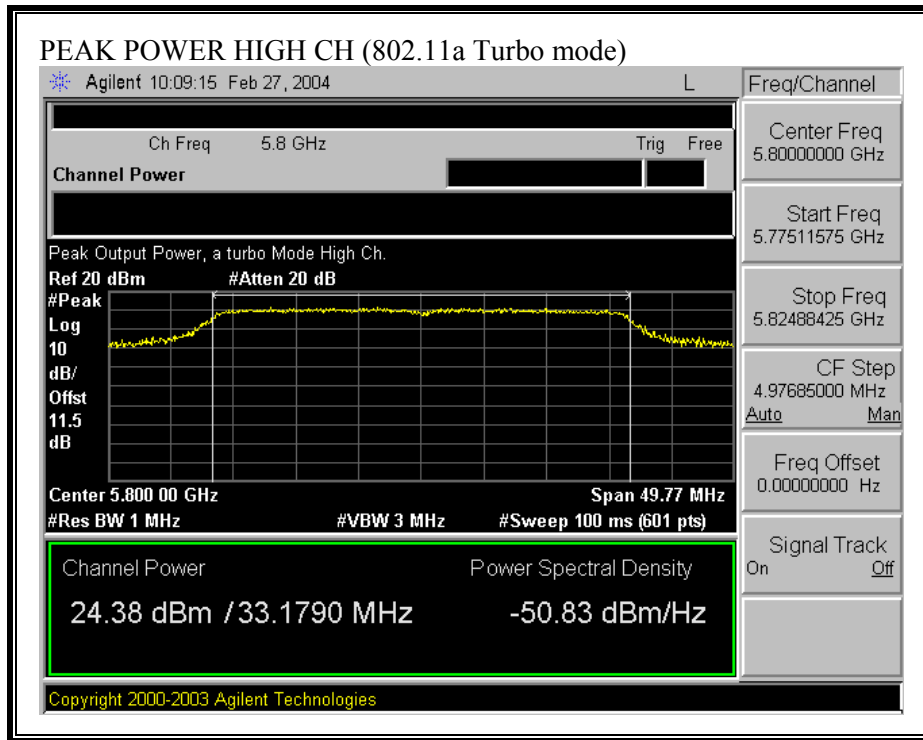 PEAK POWER HIGH CH (802.11a Turbo mode)
Agilent 10:09:15 Feb 27, 2004 L
Freq/Channel
Ch Freq 5.8 GHz Trig Free
Channel Power
Peak Output Power, a turbo Mode High Ch.
Ref 20 dBm #Atten 20 dB
#Peak
Log
10
dB/
Offst
11.5
dB
Center 5.800 00 GHz Span 49.77 MHz
#Res BW 1 MHz #VBW 3 MHz #Sweep 100 ms (601 pts)
Channel Power Power Spectral Density
24.38 dBm / 33.1790 MHz -50.83 dBm/Hz
Copyright 2000-2003 Agilent Technologies
Center Freq
5.80000000 GHz
Start Freq
5.77511575 GHz
Stop Freq
5.82488425 GHz
CF Step
4.97685000 MHz
Auto Man
Freq Offset
0.00000000 Hz
Signal Track
On Off